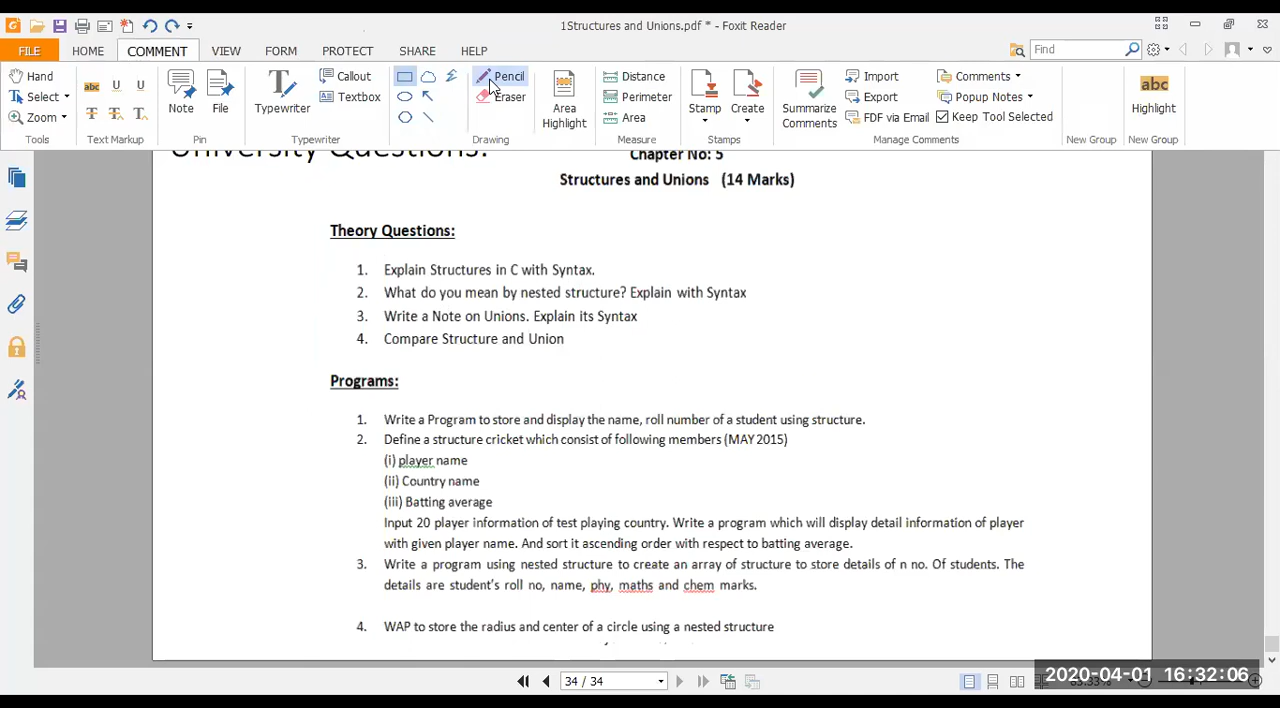 1Structures and Unions.pdf * - Foxit Reader
FILE HOME COMMENT VIEW FORM PROTECT SHARE HELP Find
Hand
Select
Zoom
Tools
abc U U
T T T
Text Markup
Note File
Pin
Typewriter
Callout
Textbox
Typewriter
Pencil
Eraser
Drawing
Area
Highlight
Distance
Perimeter
Area
Measure
Stamp Create
Stamps
Summarize
Comments
Import
Export
FDF via Email
Comments
Popup Notes
Keep Tool Selected
Manage Comments
New Group
abc
Highlight
New Group
University Questions:
Chapter No: 5
Structures and Unions (14 Marks)
Theory Questions:
1. Explain Structures in C with Syntax.
2. What do you mean by nested structure? Explain with Syntax
3. Write a Note on Unions. Explain its Syntax
4. Compare Structure and Union
Programs:
1. Write a Program to store and display the name, roll number of a student using structure.
2. Define a structure cricket which consist of following members (MAY 2015)
(i) player name
(ii) Country name
(iii) Batting average
Input 20 player information of test playing country. Write a program which will display detail information of player
with given player name. And sort it ascending order with respect to batting average.
3. Write a program using nested structure to create an array of structure to store details of n no. Of students. The
details are student's roll no, name, phy, maths and chem marks.
4. WAP to store the radius and center of a circle using a nested structure
34 / 34
2020-04-01 16:32:06